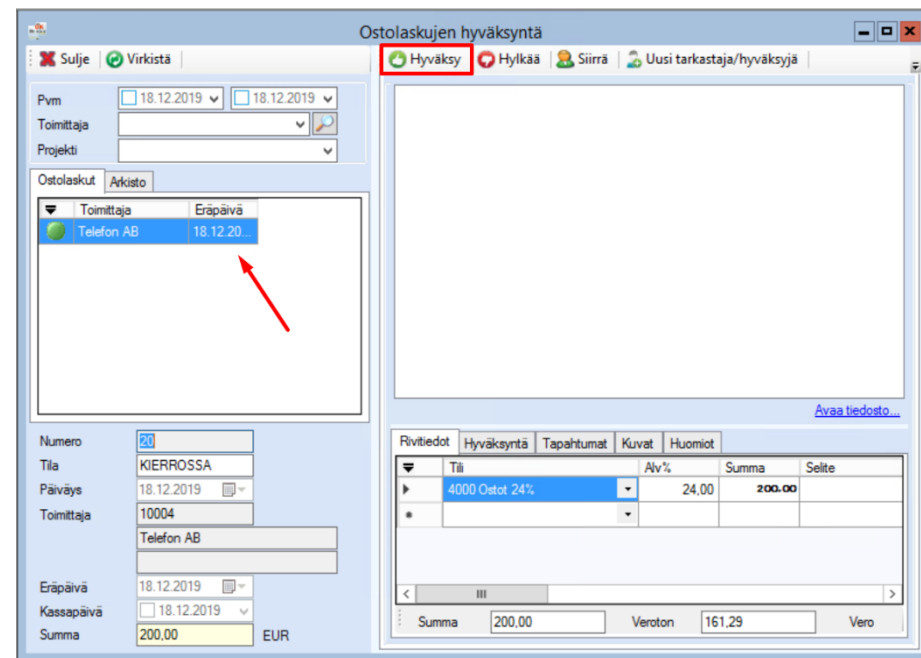 Ostolaskujen hyväksyntä
Sulje Virkistä
Hyväksy Hylkää Siirrä Uusi tarkastaja/hyväksyjä
Pvm 18.12.2019 18.12.2019
Toimittaja
Projekti
Ostolaskut Arkisto
Toimittaja Eräpäivä
Telefon AB 18.12.20...
Avaa tiedosto...
Numero 20
Tila KIERROSSA
Päiväys 18.12.2019
Toimittaja 10004
Telefon AB
Eräpäivä 18.12.2019
Kassapäivä 18.12.2019
Summa 200,00 EUR
Rivitiedot Hyväksyntä Tapahtumat Kuvat Huomiot
Tili Alv% Summa Selite
4000 Ostot 24% 24,00 200.00
Summa 200,00 Veroton 161,29 Vero